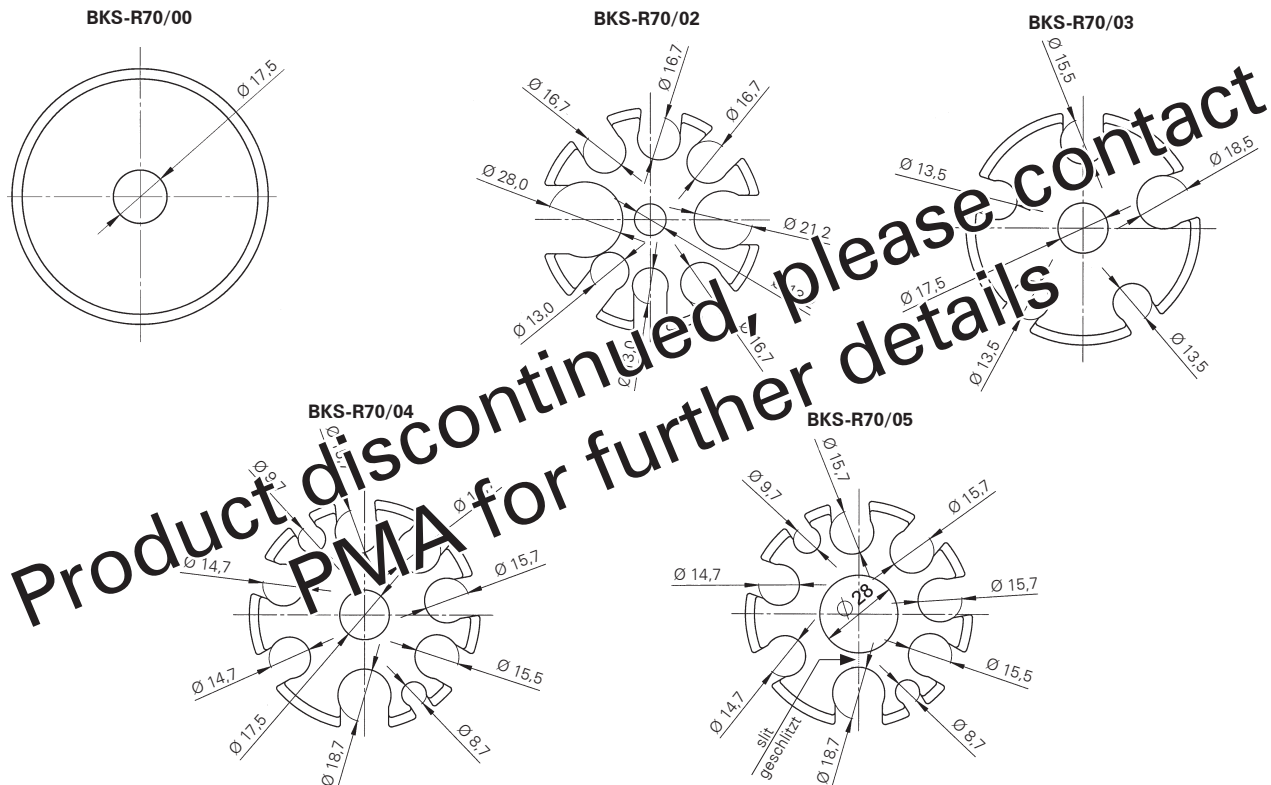 BKS-R70/00
Ø 17,5
BKS-R70/02
Ø 16,7
Ø 16,7
Ø 16,7
Ø 28,0
Ø 21,2
Ø 13,0
Ø 16,7
BKS-R70/03
Ø 15,5
Ø 13,5
Ø 18,5
Ø 17,5
Ø 13,5
Ø 13,5
Product discontinued, please contact
PMA for further details
BKS-R70/04
Ø 9,7
Ø 14,7
Ø 15,7
Ø 14,7
Ø 15,5
Ø 17,5
Ø 18,7
Ø 8,7
BKS-R70/05
Ø 15,7
Ø 9,7
Ø 15,7
Ø 14,7
Ø 28
Ø 15,7
Ø 15,5
Ø 14,7
slit
geschlitzt
Ø 18,7
Ø 8,7